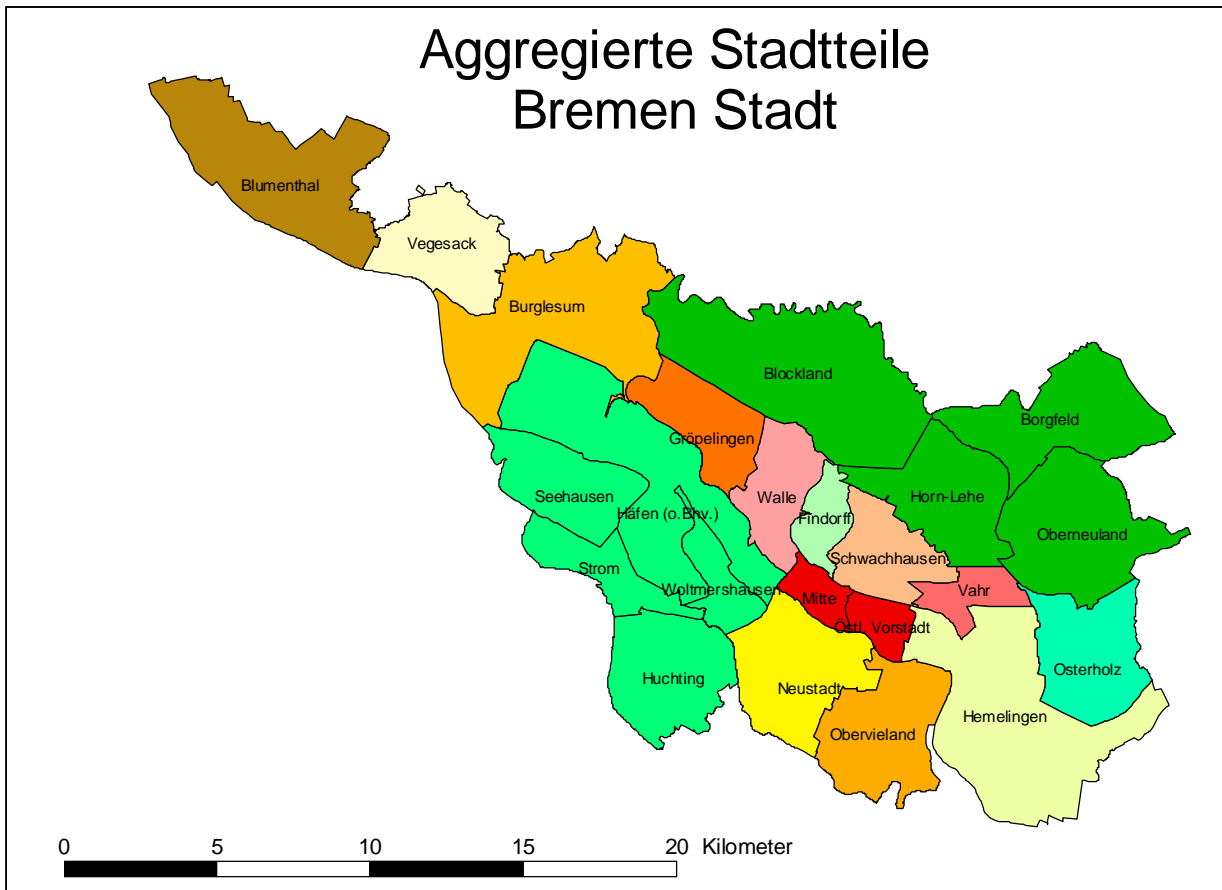 Aggregierte Stadtteile
Bremen Stadt
Blumenthal
Vegesack
Burglesum
Blockland
Borgfeld
Gröpelingen
Walle
Horn-Lehe
Seehausen
Häfen (o.Bhv.)
Findorff
Oberneuland
Strom
Schwachhausen
Woltmershausen
Mitte
Vahr
Östl. Vorstadt
Huchting
Neustadt
Osterholz
Hemelingen
Obervieland
0 5 10 15 20 Kilometer